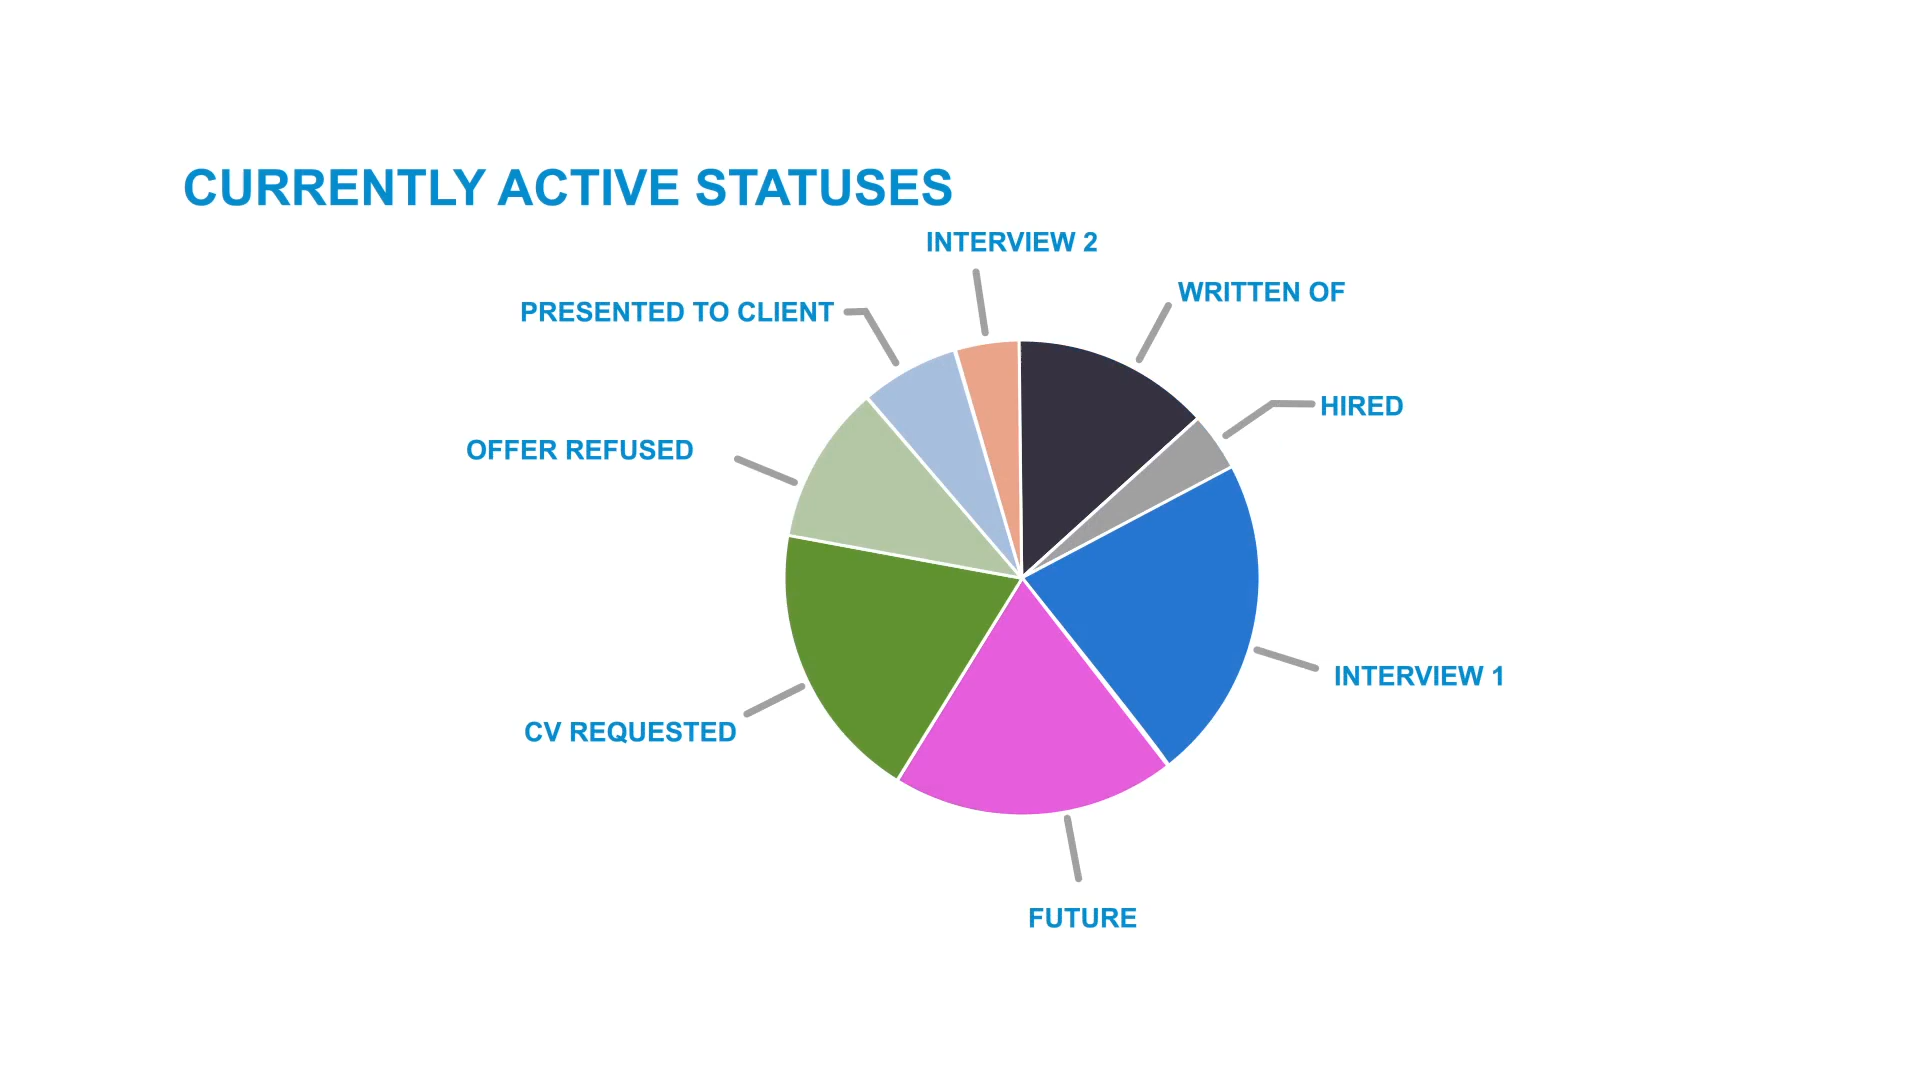 CURRENTLY ACTIVE STATUSES
INTERVIEW 2
WRITTEN OF
PRESENTED TO CLIENT
HIRED
OFFER REFUSED
INTERVIEW 1
CV REQUESTED
FUTURE